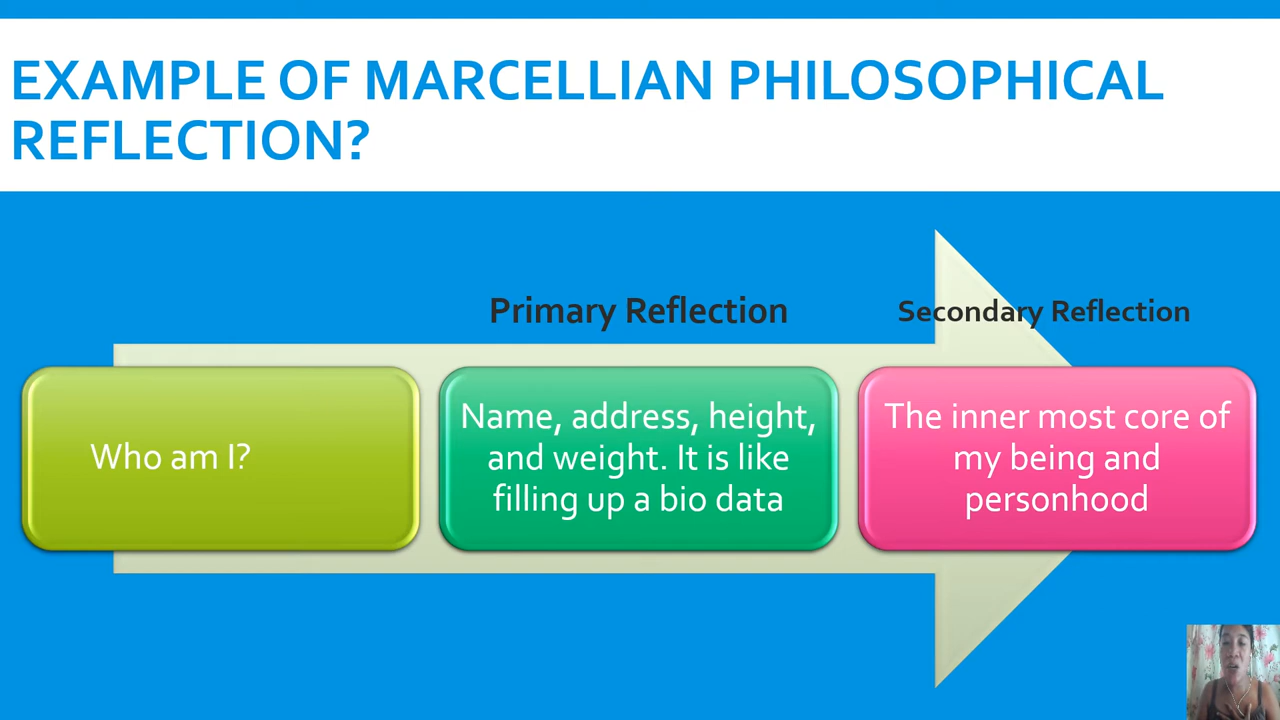 EXAMPLE OF MARCELLIAN PHILOSOPHICAL
REFLECTION?
Primary Reflection
Secondary Reflection
Who am I?
Name, address, height,
and weight. It is like
filling up a bio data
The inner most core of
my being and
personhood